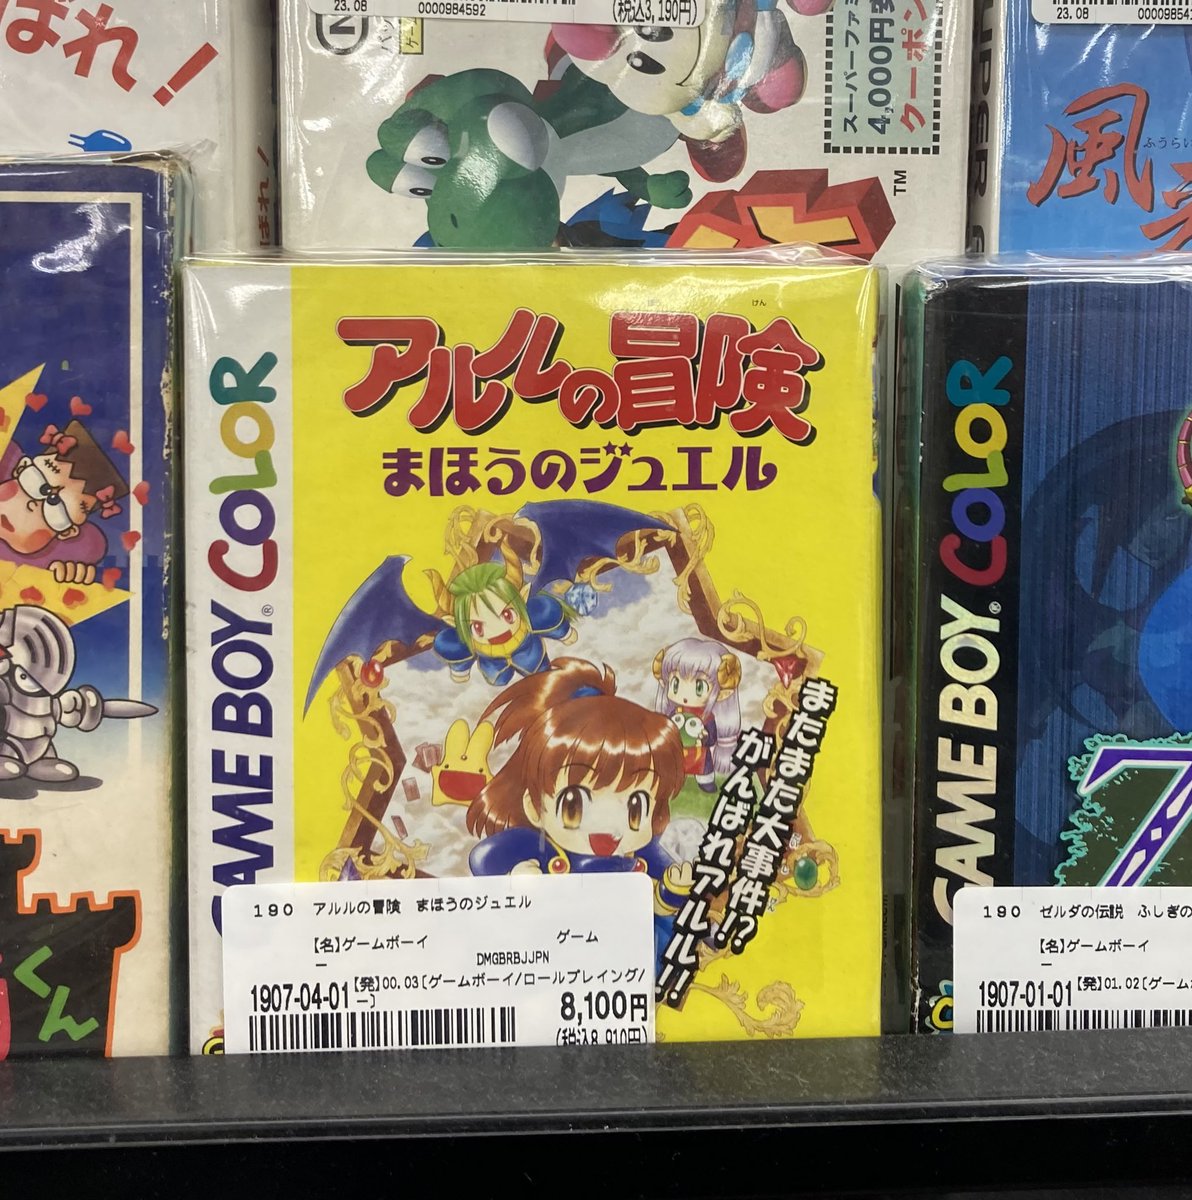 ばれ！
23.08
0000984592
(税込3,190円)
スーパーファミ
4,000円
クーポン
TM
23.08
風
ふうらい
GAME BOY COLOR
アルルの冒険
まほうのジュエル
またまた大事件!?
がんばれアルル!!
190 アルルの冒険 まほうのジュエル
【名】ゲームボーイ
ゲーム
DMGBRBJJPN
1907-04-01
【発】00.03〔ゲームボーイ/ロールプレイング/
8,100円
(税込8,910円)
くん
GAME BOY COLOR
Z
190 ゼルダの伝説 ふしぎの
【名】ゲームボーイ
1907-01-01
【発】01.02〔ゲーム